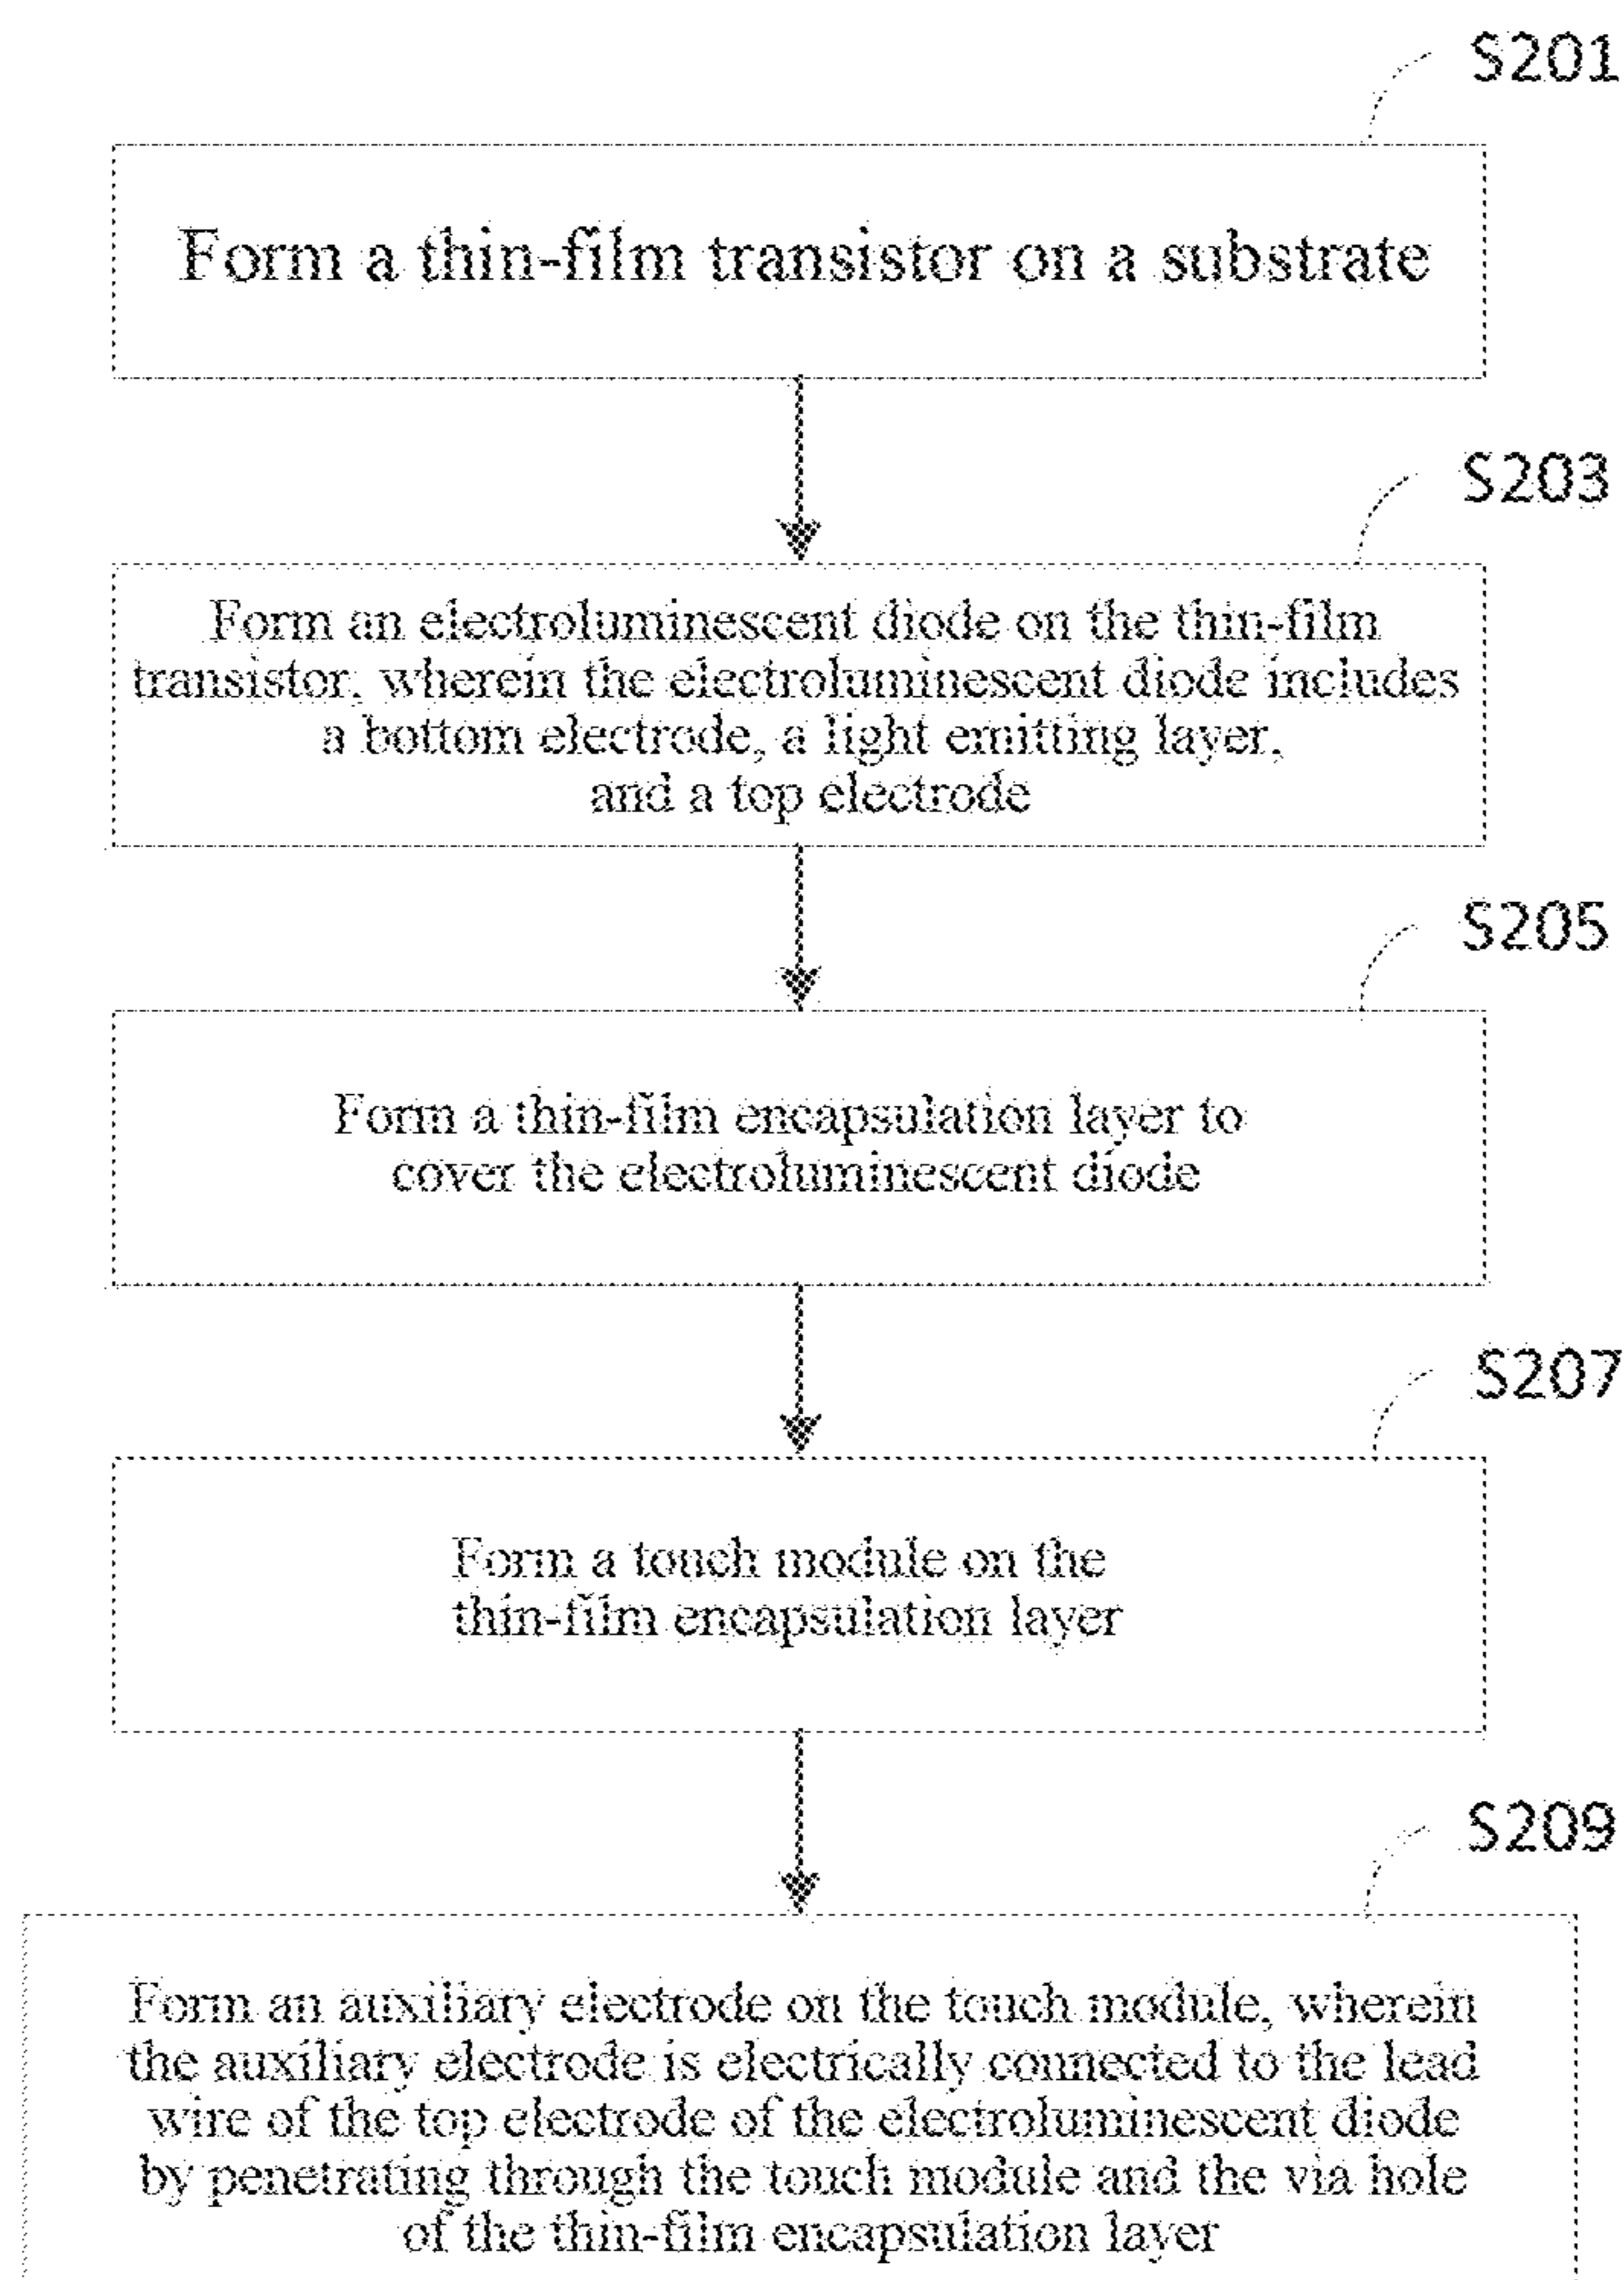 S201
Form a thin-film transistor on a substrate
S203
Form an electroluminescent diode on the thin-film
transistor, wherein the electroluminescent diode includes
a bottom electrode, a light emitting layer,
and a top electrode
S205
Form a thin-film encapsulation layer to
cover the electroluminescent diode
S207
Form a touch module on the
thin-film encapsulation layer
S209
Form an auxiliary electrode on the touch module, wherein
the auxiliary electrode is electrically connected to the lead
wire of the top electrode of the electroluminescent diode
by penetrating through the touch module and the via hole
of the thin-film encapsulation layer